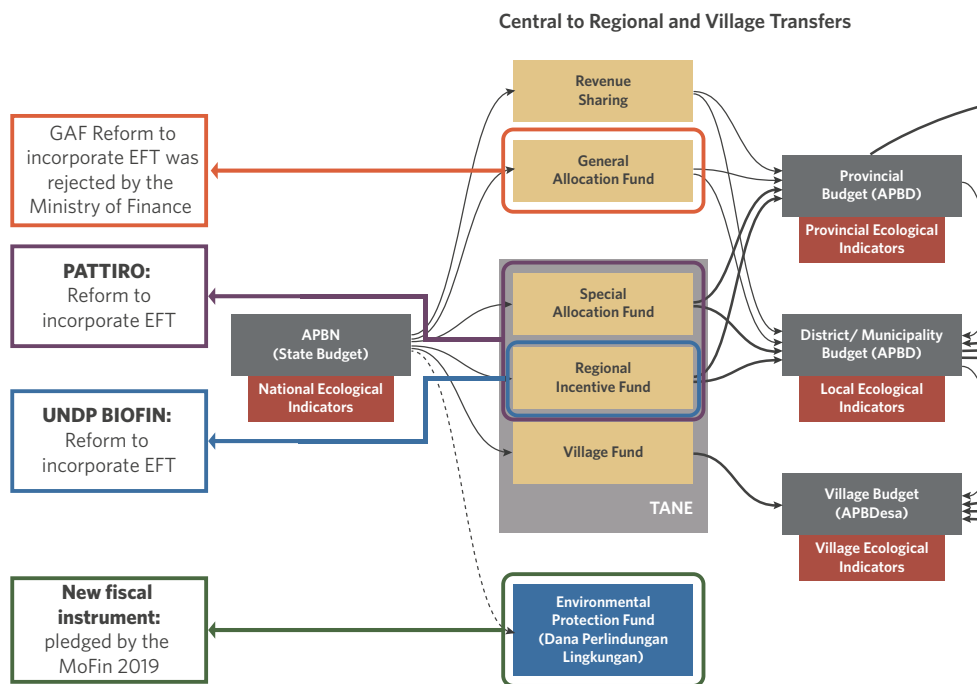 Central to Regional and Village Transfers
GAF Reform to
incorporate EFT was
rejected by the
Ministry of Finance
PATTIRO:
Reform to
incorporate EFT
UNDP BIOFIN:
Reform to
incorporate EFT
New fiscal
instrument:
pledged by the
MoFin 2019
APBN
(State Budget)
National Ecological
Indicators
Revenue
Sharing
General
Allocation Fund
Special
Allocation Fund
Regional
Incentive Fund
Village Fund
TANE
Environmental
Protection Fund
(Dana Perlindungan
Lingkungan)
Provincial
Budget (APBD)
Provincial Ecological
Indicators
District/ Municipality
Budget (APBD)
Local Ecological
Indicators
Village Budget
(APBDesa)
Village Ecological
Indicators